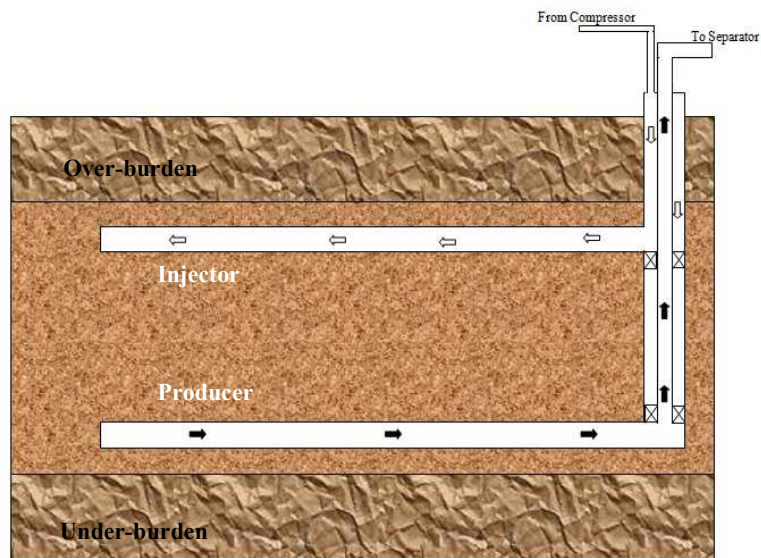 From Compressor
To Separator
Over-burden
Injector
Producer
Under-burden